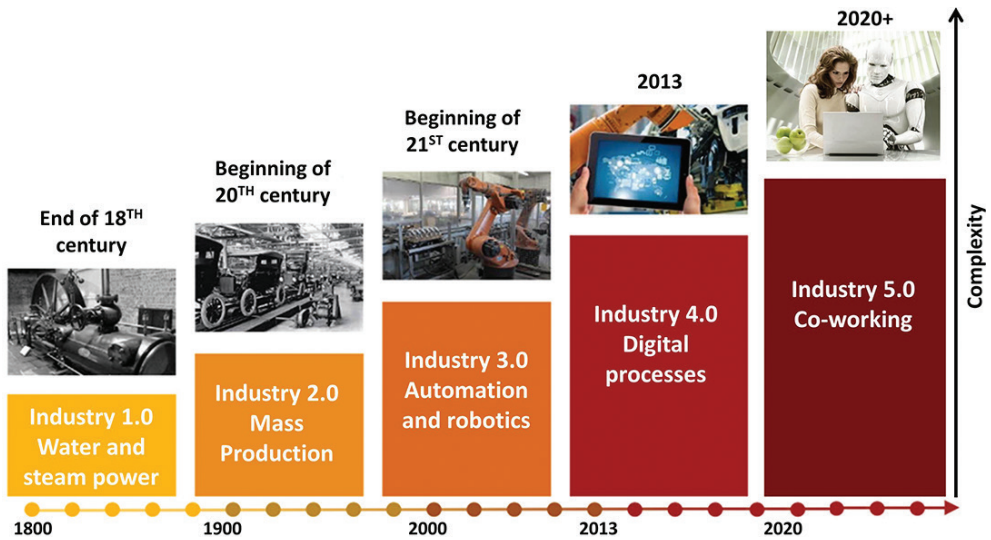 End of 18TH
century
Industry 1.0
Water and
steam power
Beginning of
20TH century
Industry 2.0
Mass
Production
Beginning of
21ST century
Industry 3.0
Automation
and robotics
2013
Industry 4.0
Digital
processes
2020+
Industry 5.0
Co-working
Complexity
1800
1900
2000
2013
2020